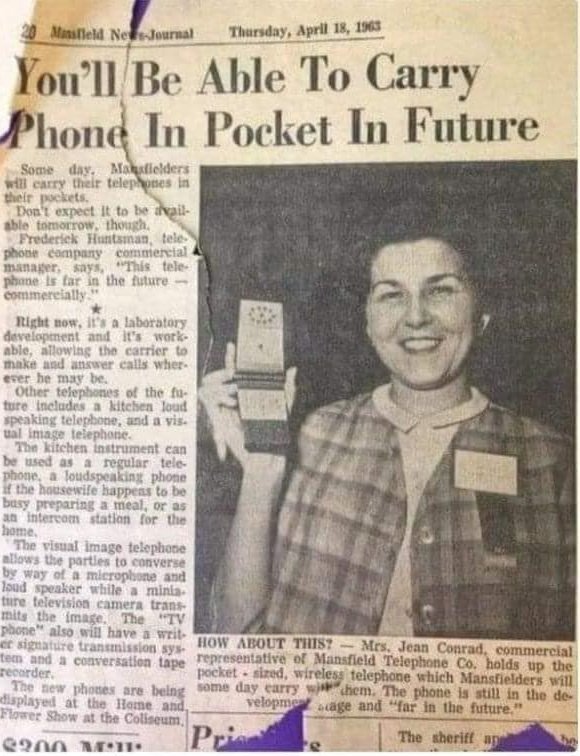 20 Mansfield News-Journal Thursday, April 18, 1963
You'll Be Able To Carry
Phone In Pocket In Future
Some day, Mansfielders
will carry their telephones in
their pockets.
Don't expect it to be avail-
able tomorrow, though.
Frederick Huntsman, tele-
phone company commercial
manager, says, "This tele-
phone is far in the future —
commercially."
Right now, it's a laboratory
development and it's work-
able, allowing the carrier to
make and answer calls wher-
ever he may be.
Other telephones of the fu-
ture includes a kitchen loud
speaking telephone, and a vis-
ual image telephone.
The kitchen instrument can
be used as a regular tele-
phone, a loudspeaking phone
if the housewife happens to be
busy preparing a meal, or as
an intercom station for the
home.
The visual image telephone
allows the parties to converse
by way of a microphone and
loud speaker while a minia-
ture television camera trans-
mits the image. The "TV
phone" also will have a writ-
er signature transmission sys-
tem and a conversation tape
recorder.
The new phones are being
displayed at the Home and
Flower Show at the Coliseum.
HOW ABOUT THIS? — Mrs. Jean Conrad, commercial
representative of Mansfield Telephone Co. holds up the
pocket - sized, wireless telephone which Mansfielders will
some day carry with them. The phone is still in the de-
velopment stage and "far in the future."
$200
The sheriff